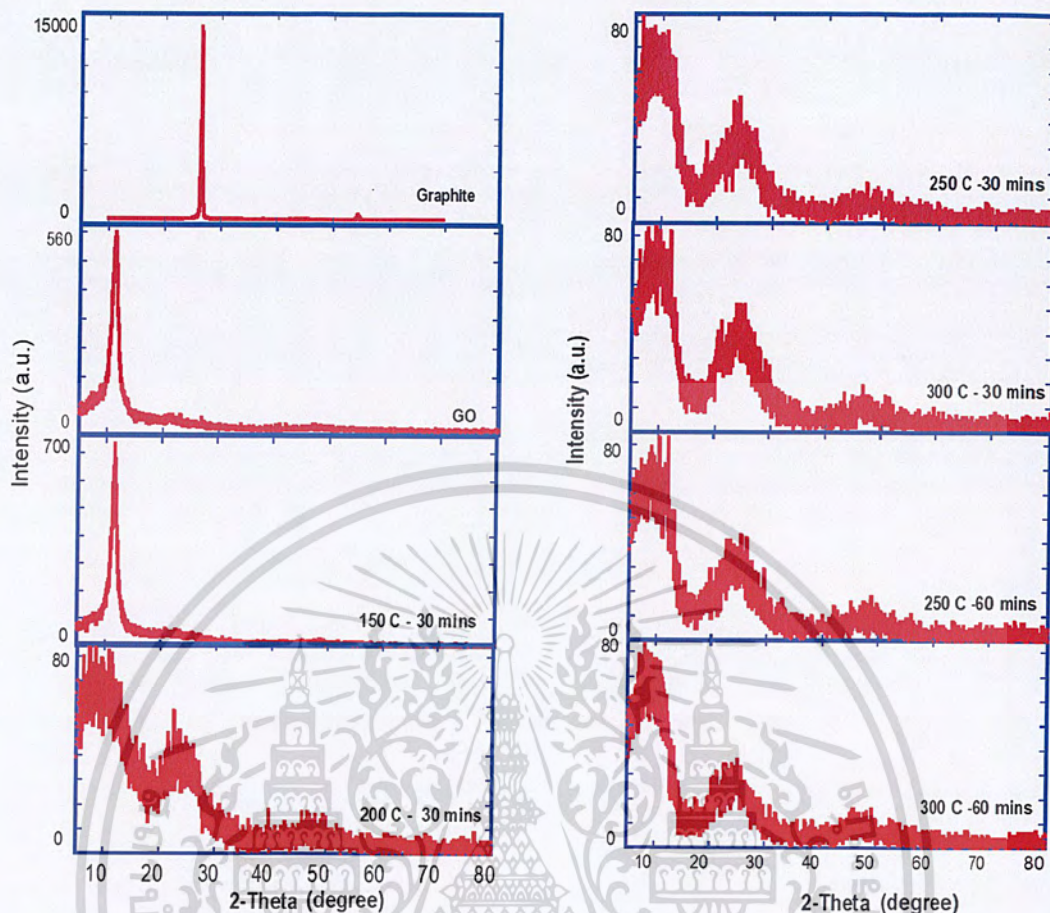 15000
0
Graphite
560
0
GO
700
0
150 C - 30 mins
80
0
200 C - 30 mins
10 20 30 40 50 60 70 80
2-Theta (degree)
Intensity (a.u.)
80
0
250 C -30 mins
80
0
300 C - 30 mins
80
0
250 C -60 mins
80
0
300 C -60 mins
10 20 30 40 50 60 70 80
2-Theta (degree)
Intensity (a.u.)